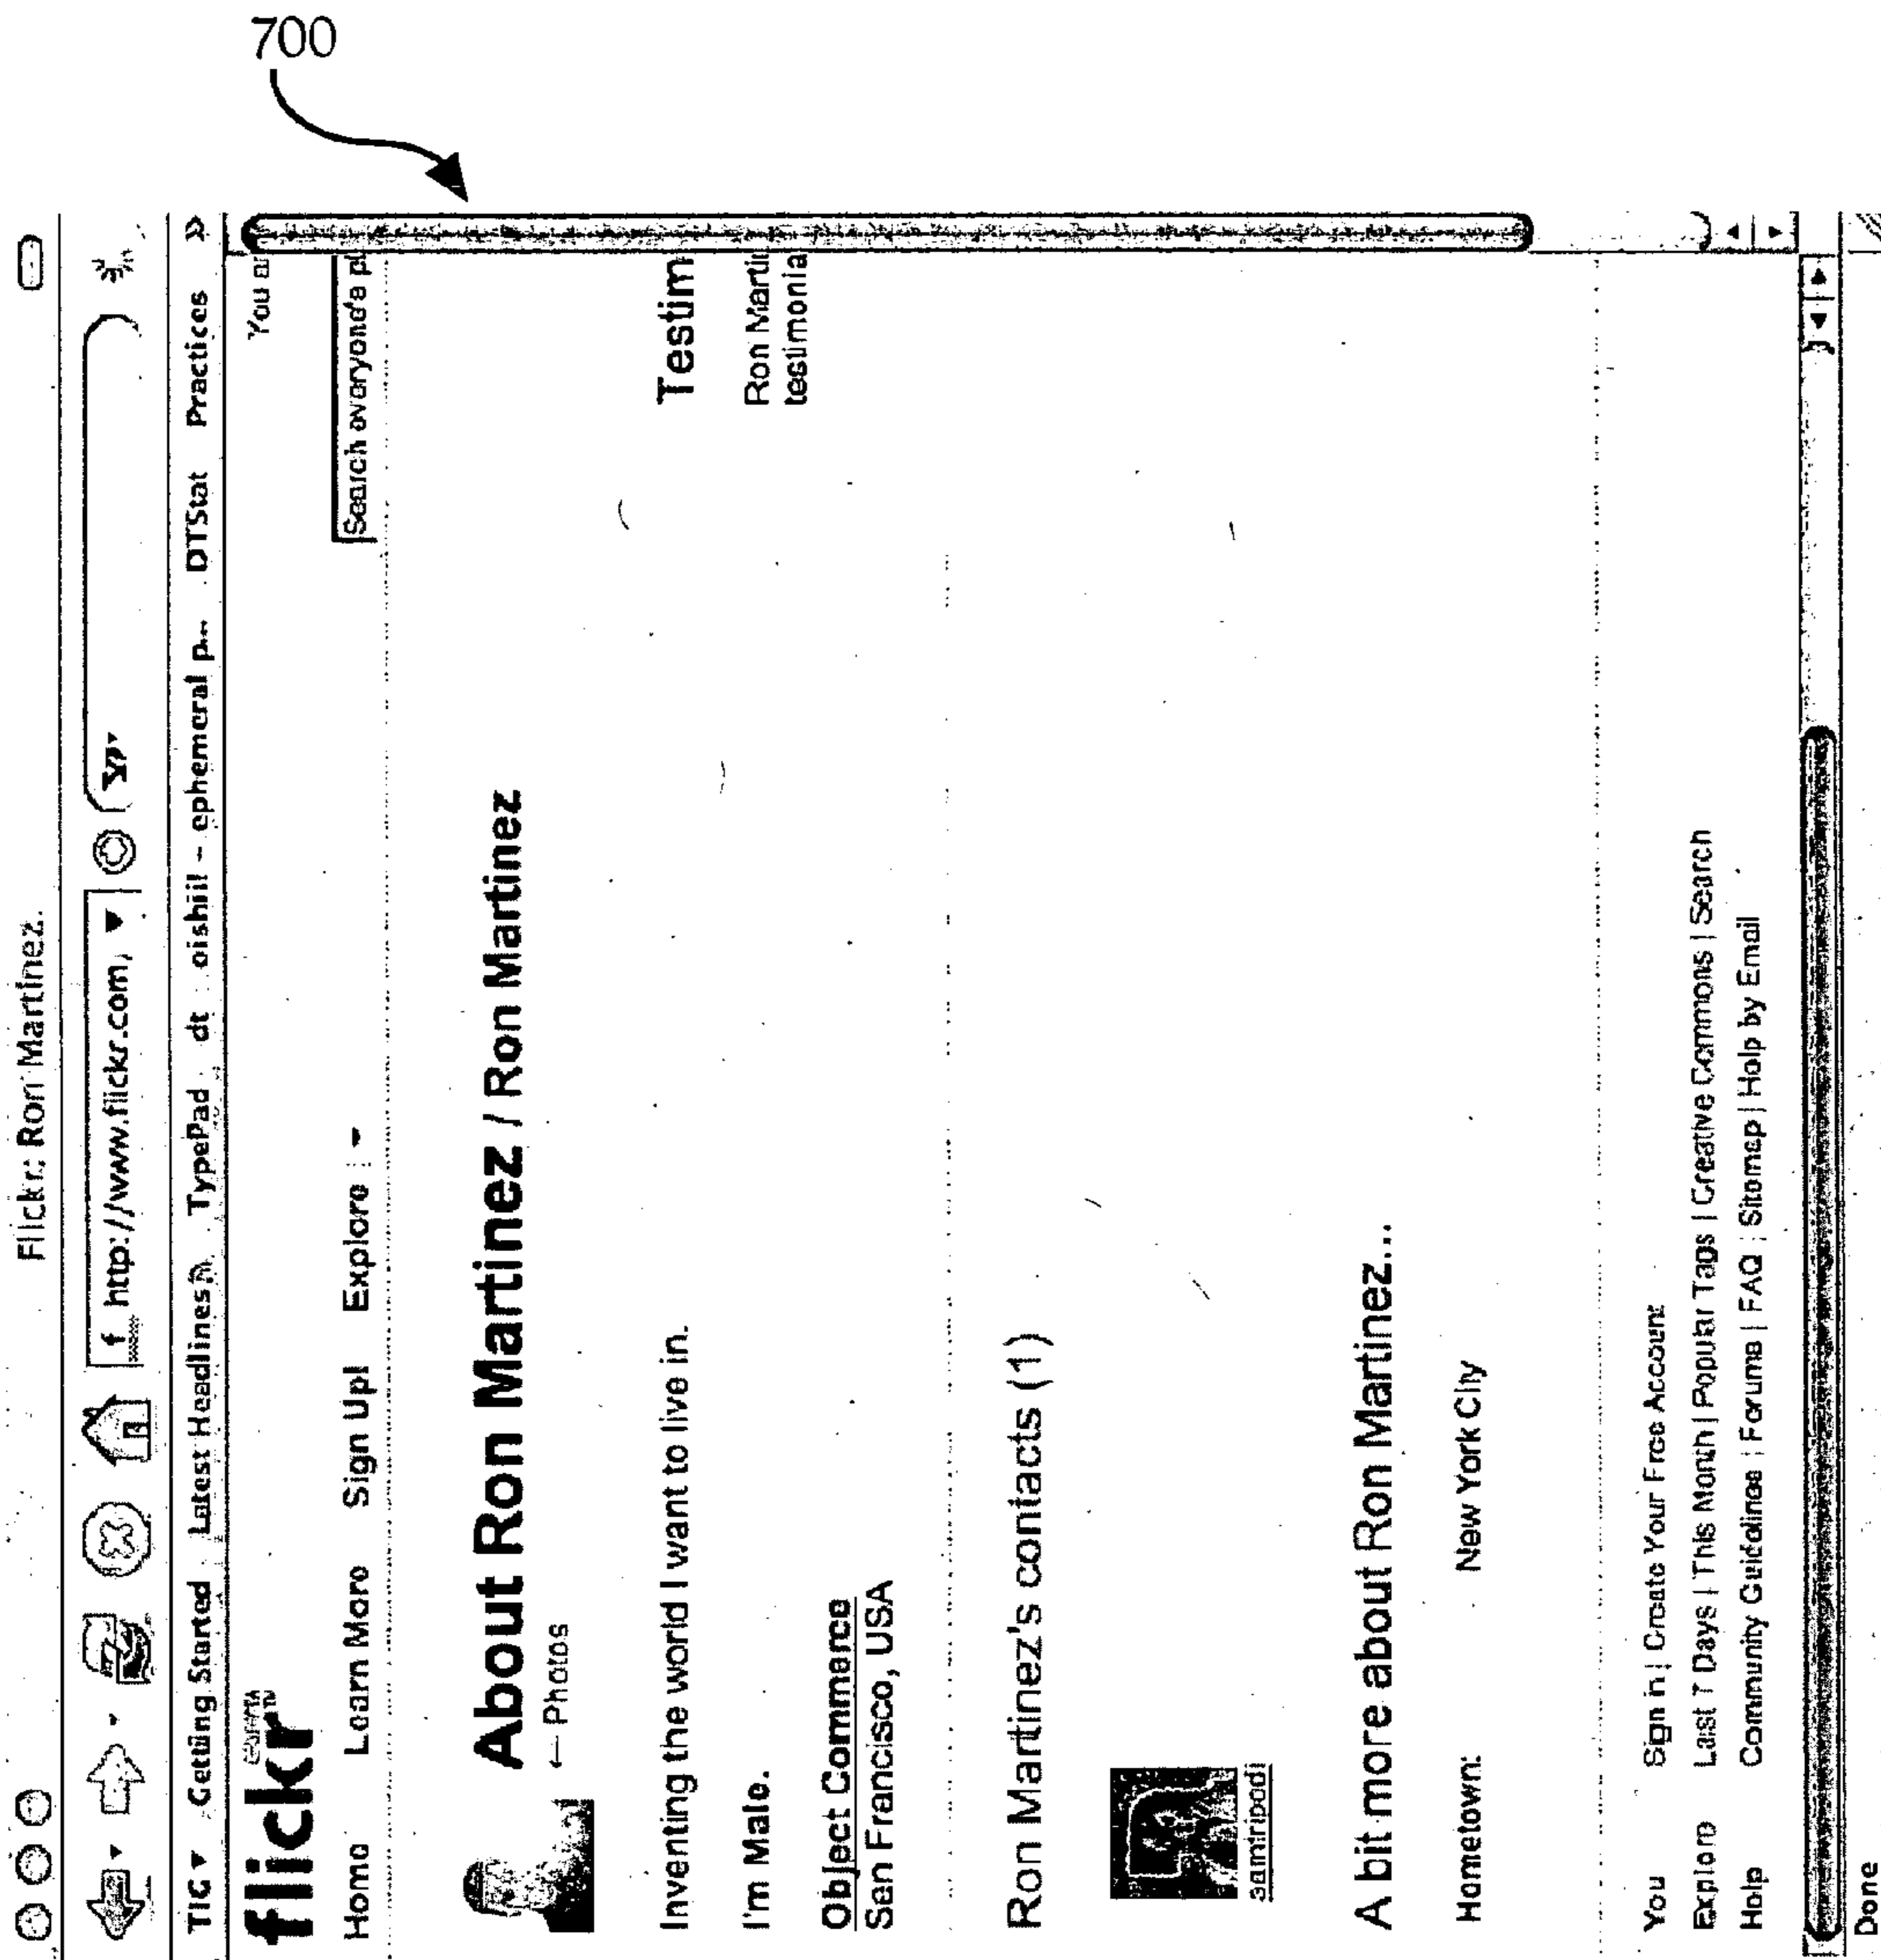 700
Flickr: Ron Martinez.
http://www.flickr.com/
TIG Getting Started Latest Headlines TypePad dt oishii! - ephemeral p... DTStat Practices »
flickr TM
You ar
Home Learn More Sign Up! Explore
Search everyone's p
About Ron Martinez / Ron Martinez
← Photos
Inventing the world I want to live in.
Testim
I'm Male.
Ron Marti
testimonia
Object Commerce
San Francisco, USA
Ron Martinez's contacts (1)
A bit more about Ron Martinez...
Hometown: New York City
You Sign in | Create Your Free Account
Explore Last 7 Days | This Month | Popular Tags | Creative Commons | Search
Help Community Guidelines | Forums | FAQ | Sitemap | Help by Email
Done